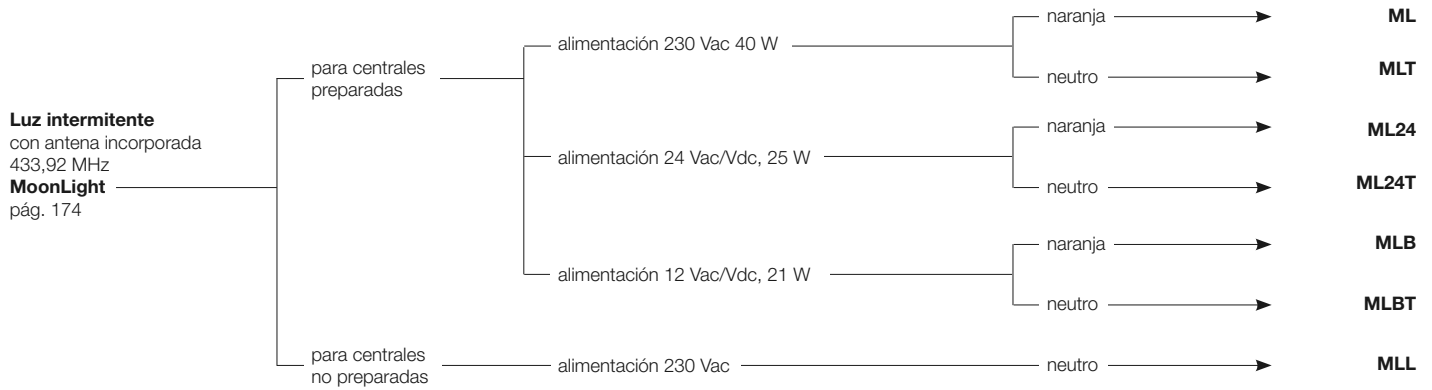 Luz intermitente
con antena incorporada
433,92 MHz
MoonLight
pág. 174
para centrales
preparadas
alimentación 230 Vac 40 W
naranja
ML
neutro
MLT
alimentación 24 Vac/Vdc, 25 W
naranja
ML24
neutro
ML24T
alimentación 12 Vac/Vdc, 21 W
naranja
MLB
neutro
MLBT
para centrales
no preparadas
alimentación 230 Vac
neutro
MLL